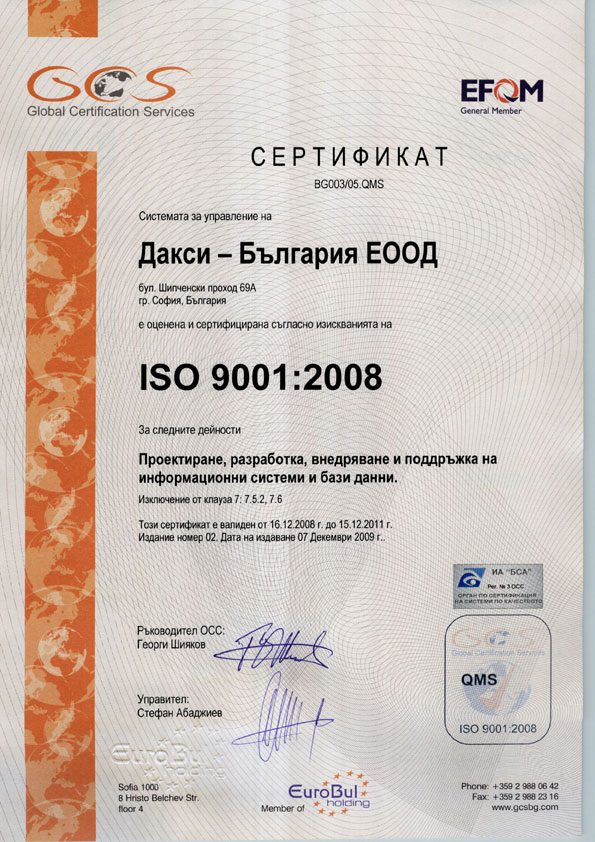 GCS
Global Certification Services
EFQM
General Member
СЕРТИФИКАТ
BG003/05.QMS
Системата за управление на
Дакси – България ЕООД
бул. Шипченски проход 69А
гр. София, България
е оценена и сертифицирана съгласно изискванията на
ISO 9001:2008
За следните дейности
Проектиране, разработка, внедряване и поддръжка на
информационни системи и бази данни.
Изключение от клауза 7: 7.5.2, 7.6
Този сертификат е валиден от 16.12.2008 г. до 15.12.2011 г.
Издание номер 02. Дата на издаване 07 Декември 2009 г..
ИА "БСА"
Рег. № 3 ОСС
ОРГАН ПО СЕРТИФИКАЦИЯ
НА СИСТЕМИ ПО КАЧЕСТВОТО
Ръководител ОСС:
Георги Шияков
GCS
Global Certification Services
QMS
ISO 9001:2008
Управител:
Стефан Абаджиев
EuroBul
holding
Sofia 1000
8 Hristo Belchev Str.
floor 4
Member of
EuroBul
holding
Phone: +359 2 988 06 42
Fax: +359 2 988 23 16
www.gcsbg.com